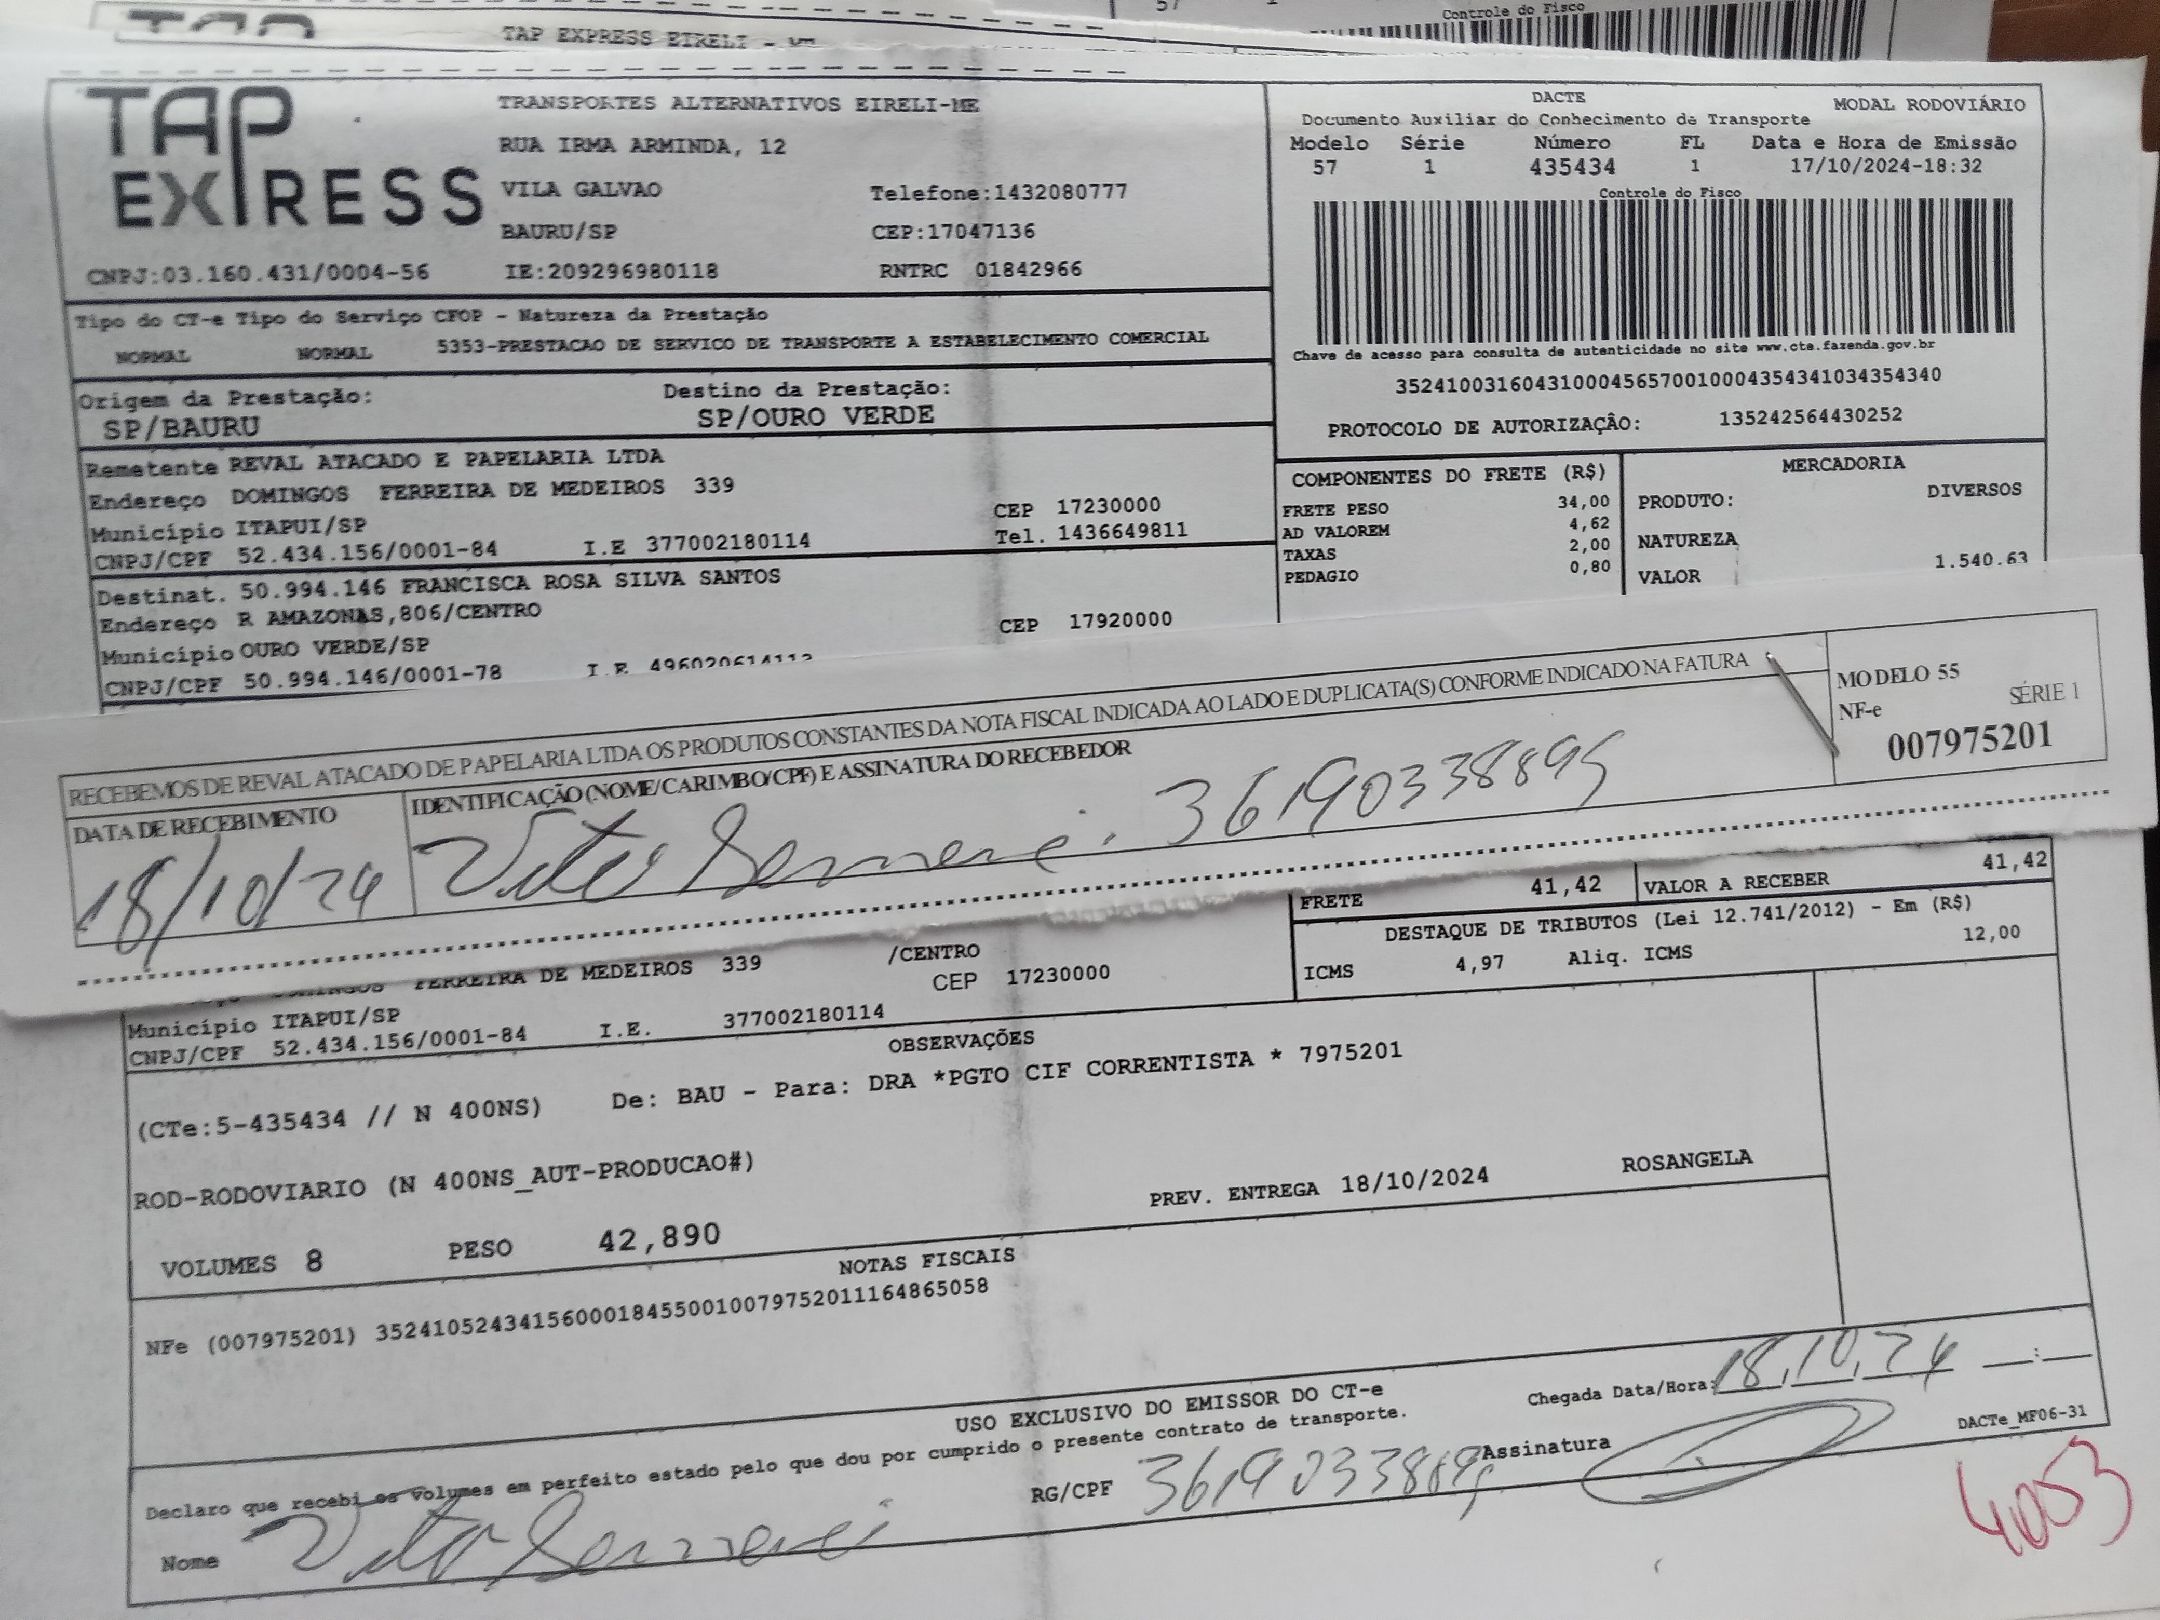 TAP EXPRESS EIRELI -
57 1
Controle do Fisco
TAP EXPRESS
TRANSPORTES ALTERNATIVOS EIRELI-ME
RUA IRMA ARMINDA, 12
VILA GALVAO Telefone:1432080777
BAURU/SP CEP:17047136
CNPJ:03.160.431/0004-56 IE:209296980118 RNTRC 01842966
DACTE MODAL RODOVIÁRIO
Documento Auxiliar do Conhecimento de Transporte
Modelo Série Número FL Data e Hora de Emissão
57 1 435434 1 17/10/2024-18:32
Controle do Fisco
Chave de acesso para consulta de autenticidade no site www.cte.fazenda.gov.br
35241003160431000456570010004354341034354340
PROTOCOLO DE AUTORIZAÇÂO: 135242564430252
Tipo do CT-e Tipo do Serviço CFOP - Natureza da Prestação
NORMAL NORMAL 5353-PRESTACAO DE SERVICO DE TRANSPORTE A ESTABELECIMENTO COMERCIAL
Origem da Prestação: Destino da Prestação:
SP/BAURU SP/OURO VERDE
Remetente REVAL ATACADO E PAPELARIA LTDA
Endereço DOMINGOS FERREIRA DE MEDEIROS 339
Município ITAPUI/SP CEP 17230000
CNPJ/CPF 52.434.156/0001-84 I.E 377002180114 Tel. 1436649811
Destinat. 50.994.146 FRANCISCA ROSA SILVA SANTOS
Endereço R AMAZONAS,806/CENTRO
Município OURO VERDE/SP CEP 17920000
CNPJ/CPF 50.994.146/0001-78 I.E 496020614112
COMPONENTES DO FRETE (R$)
FRETE PESO 34,00
AD VALOREM 4,62
TAXAS 2,00
PEDAGIO 0,80
MERCADORIA
PRODUTO: DIVERSOS
NATUREZA
VALOR 1.540.63
RECEBEMOS DE REVAL ATACADO DE PAPELARIA LTDA OS PRODUTOS CONSTANTES DA NOTA FISCAL INDICADA AO LADO E DUPLICATA(S) CONFORME INDICADO NA FATURA
DATA DE RECEBIMENTO IDENTIFICAÇÃO (NOME/CARIMBO/CPF) E ASSINATURA DO RECEBEDOR
18/10/24 36190338895
MODELO 55
NF-e SÉRIE 1
007975201
FRETE 41,42 VALOR A RECEBER 41,42
DESTAQUE DE TRIBUTOS (Lei 12.741/2012) - Em (R$)
ICMS 4,97 Aliq. ICMS 12,00
FERREIRA DE MEDEIROS 339 /CENTRO
Município ITAPUI/SP CEP 17230000
CNPJ/CPF 52.434.156/0001-84 I.E. 377002180114
OBSERVAÇÕES
(CTe:5-435434 // N 400NS) De: BAU - Para: DRA *PGTO CIF CORRENTISTA * 7975201
ROD-RODOVIARIO (N 400NS_AUT-PRODUCAO#)
PREV. ENTREGA 18/10/2024 ROSANGELA
VOLUMES 8 PESO 42,890
NOTAS FISCAIS
NFe (007975201) 35241052434156000184550010079752011164865058
USO EXCLUSIVO DO EMISSOR DO CT-e
Chegada Data/Hora: 18,10,24 __:__
Declaro que recebi os volumes em perfeito estado pelo que dou por cumprido o presente contrato de transporte.
DACTe_MF06-31
Nome RG/CPF 36190338895 Assinatura
4053